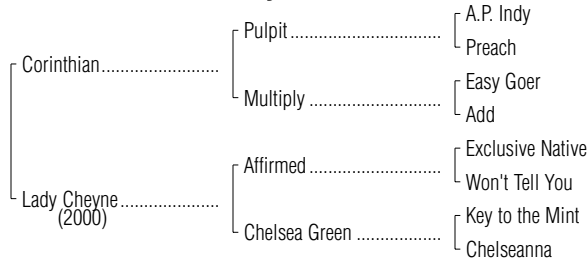 A.P. Indy
Pulpit
Preach
Corinthian
Easy Goer
Multiply
Add
Exclusive Native
Affirmed
Won't Tell You
Lady Cheyne
(2000)
Key to the Mint
Chelsea Green
Chelseanna